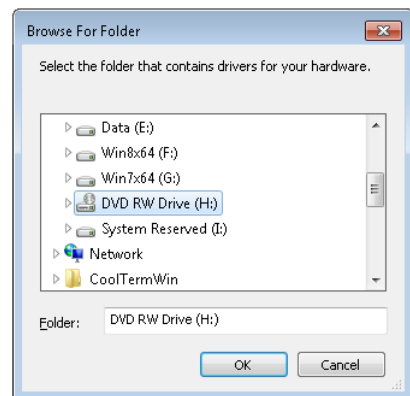 Browse For Folder
Select the folder that contains drivers for your hardware.
Data (E:)
Win8x64 (F:)
Win7x64 (G:)
DVD RW Drive (H:)
System Reserved (I:)
Network
CoolTermWin
Folder: DVD RW Drive (H:)
OK Cancel